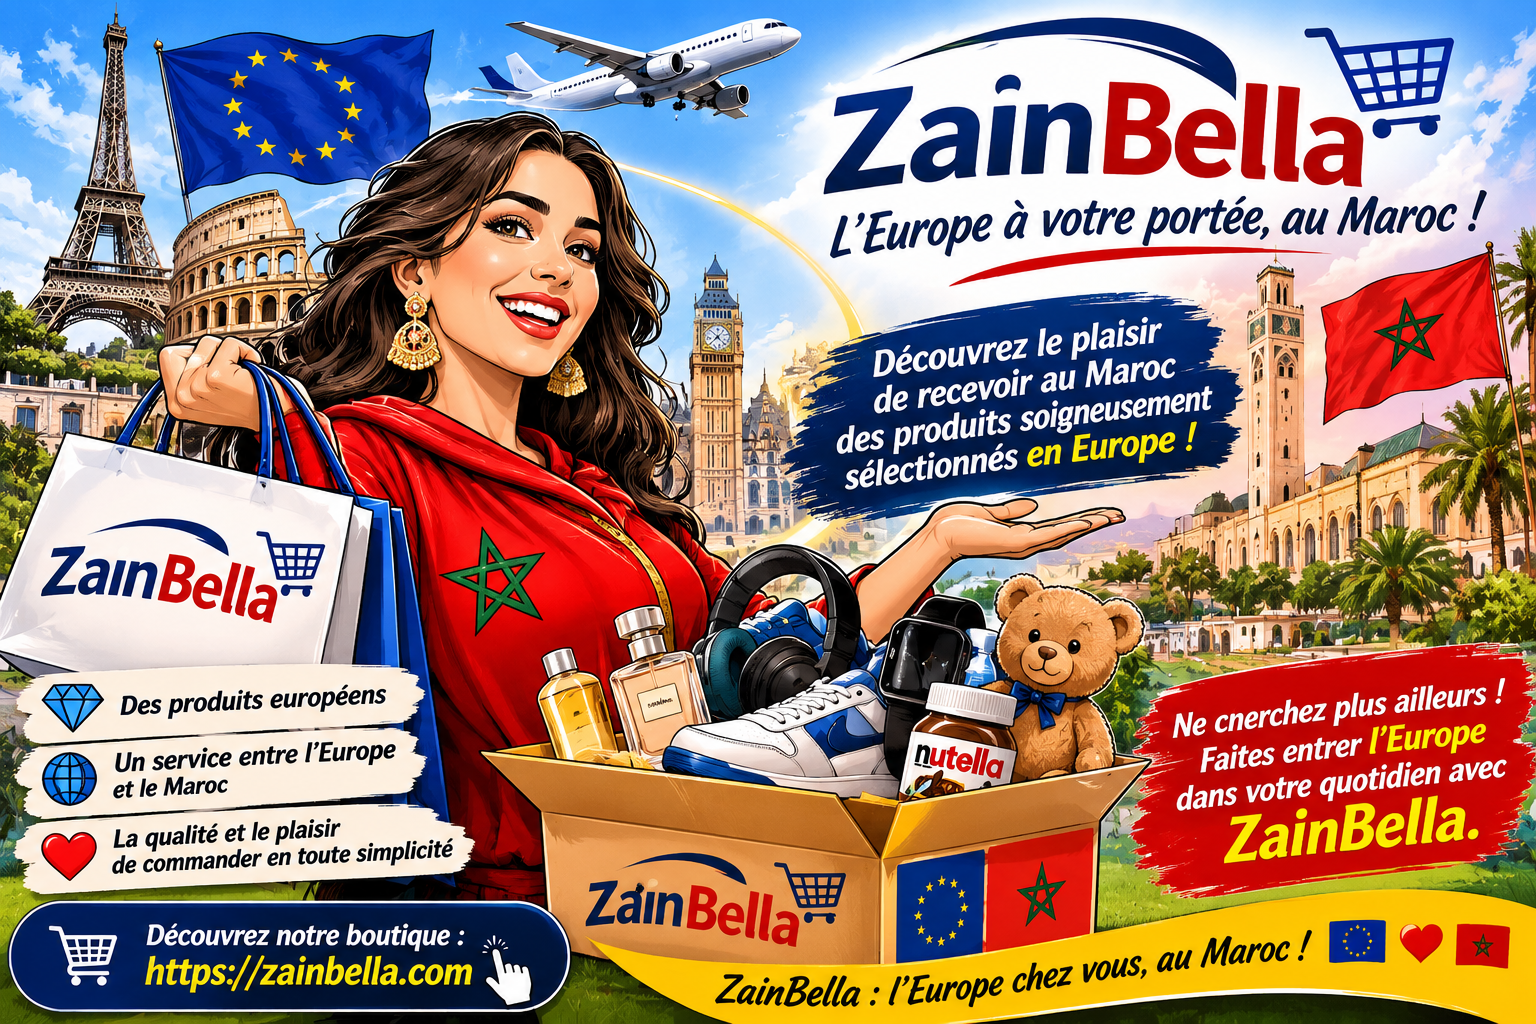 ZainBella
L'Europe à votre portée, au Maroc !
Découvrez le plaisir
de recevoir au Maroc
des produits soigneusement
sélectionnés en Europe !
ZainBella
Des produits européens
Un service entre l'Europe
et le Maroc
La qualité et le plaisir
de commander en toute simplicité
nutella
Ne cnerchez plus ailleurs !
Faites entrer l'Europe
dans votre quotidien avec
ZainBella.
ZainBella
Découvrez notre boutique :
https://zainbella.com
ZainBella : l'Europe chez vous, au Maroc !